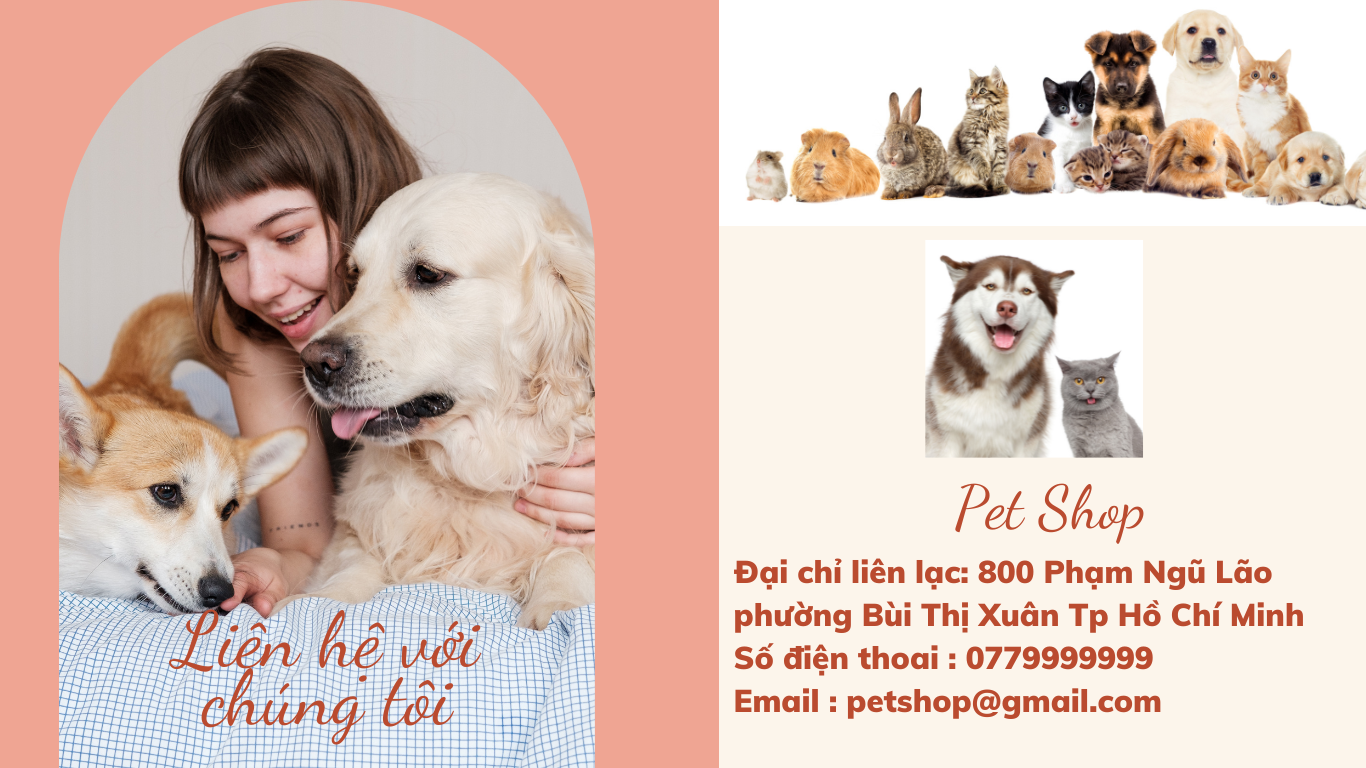 Liên hệ với
chúng tôi
Pet Shop
Đại chỉ liên lạc: 800 Phạm Ngũ Lão
phường Bùi Thị Xuân Tp Hồ Chí Minh
Số điện thoai : 0779999999
Email : petshop@gmail.com